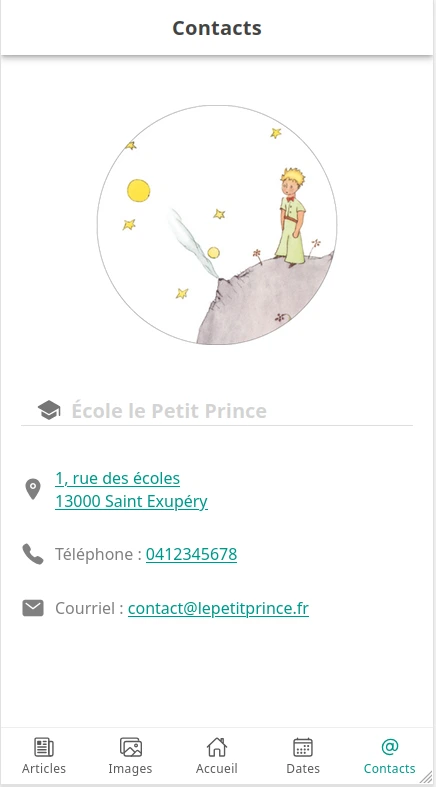 Contacts
École le Petit Prince
1, rue des écoles
13000 Saint Exupéry
Téléphone : 0412345678
Courriel : contact@lepetitprince.fr
Articles Images Accueil Dates Contacts